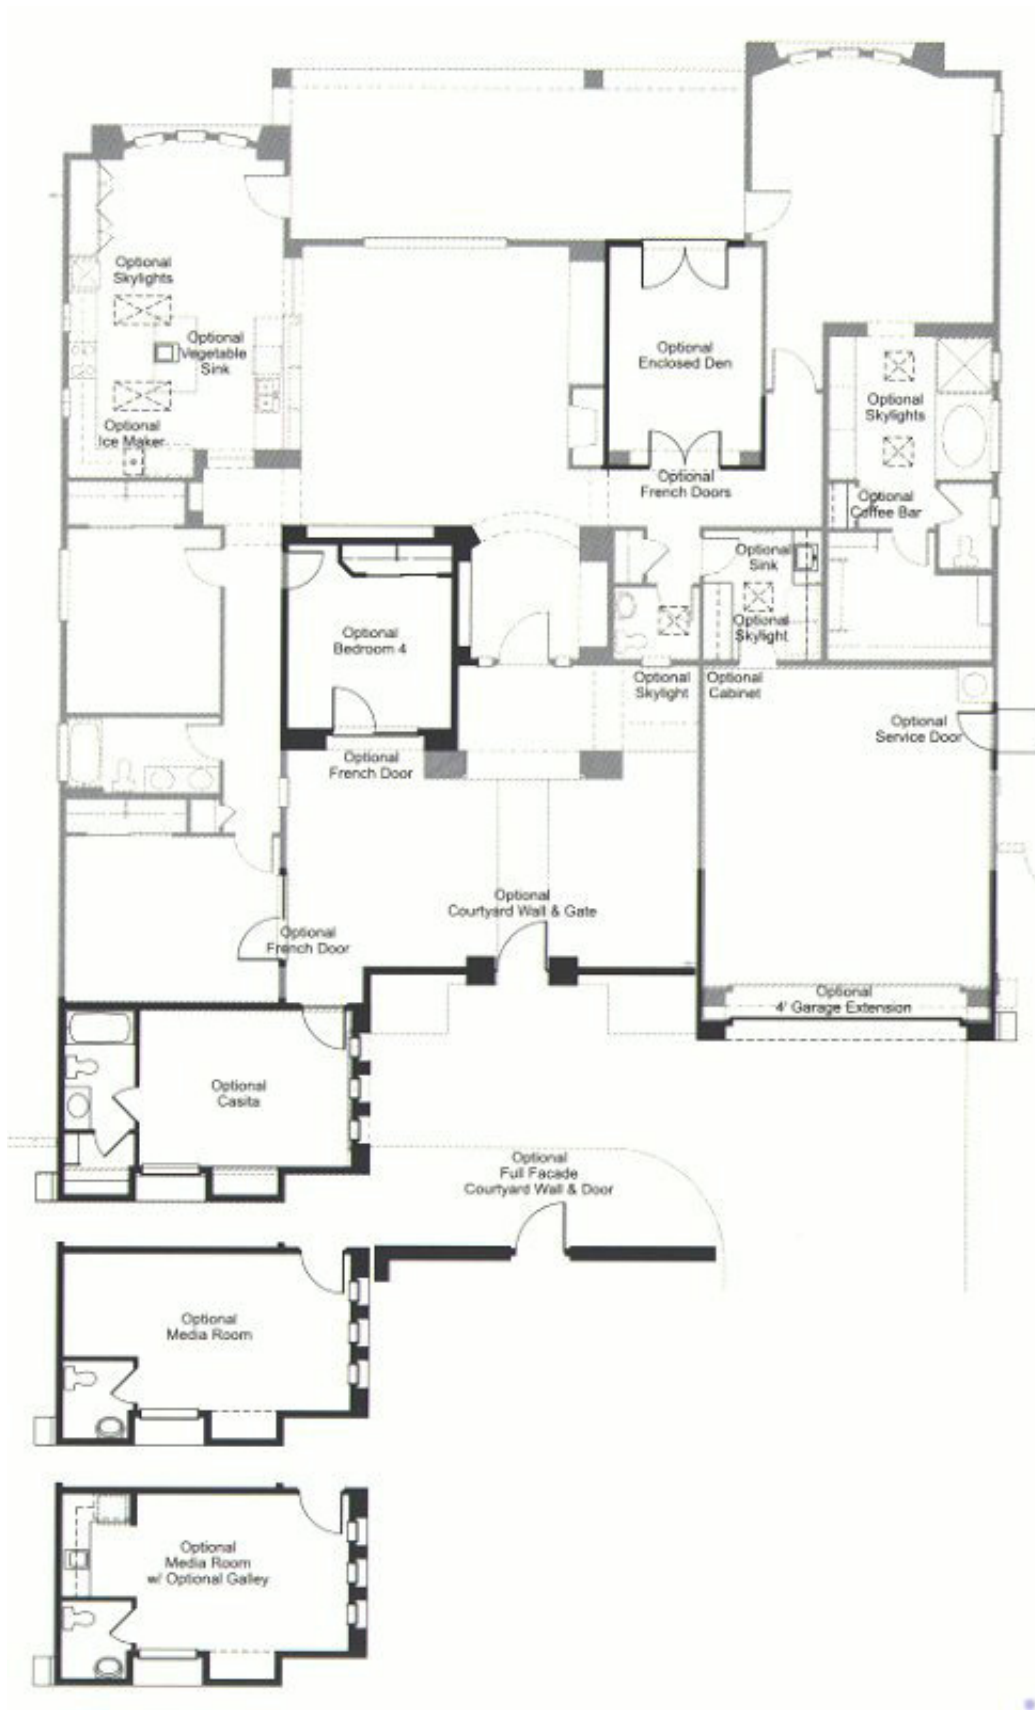 Optional
Skylights
Optional
Vegetable
Sink
Optional
Ice Maker
Optional
Enclosed Den
Optional
French Doors
Optional
Skylights
Optional
Coffee Bar
Optional
Sink
Optional
Skylight
Optional
Bedroom 4
Optional
Skylight
Optional
Cabinet
Optional
Service Door
Optional
French Door
Optional
Courtyard Wall & Gate
Optional
French Door
Optional
4' Garage Extension
Optional
Casita
Optional
Full Facade
Courtyard Wall & Door
Optional
Media Room
Optional
Media Room
w/ Optional Galley